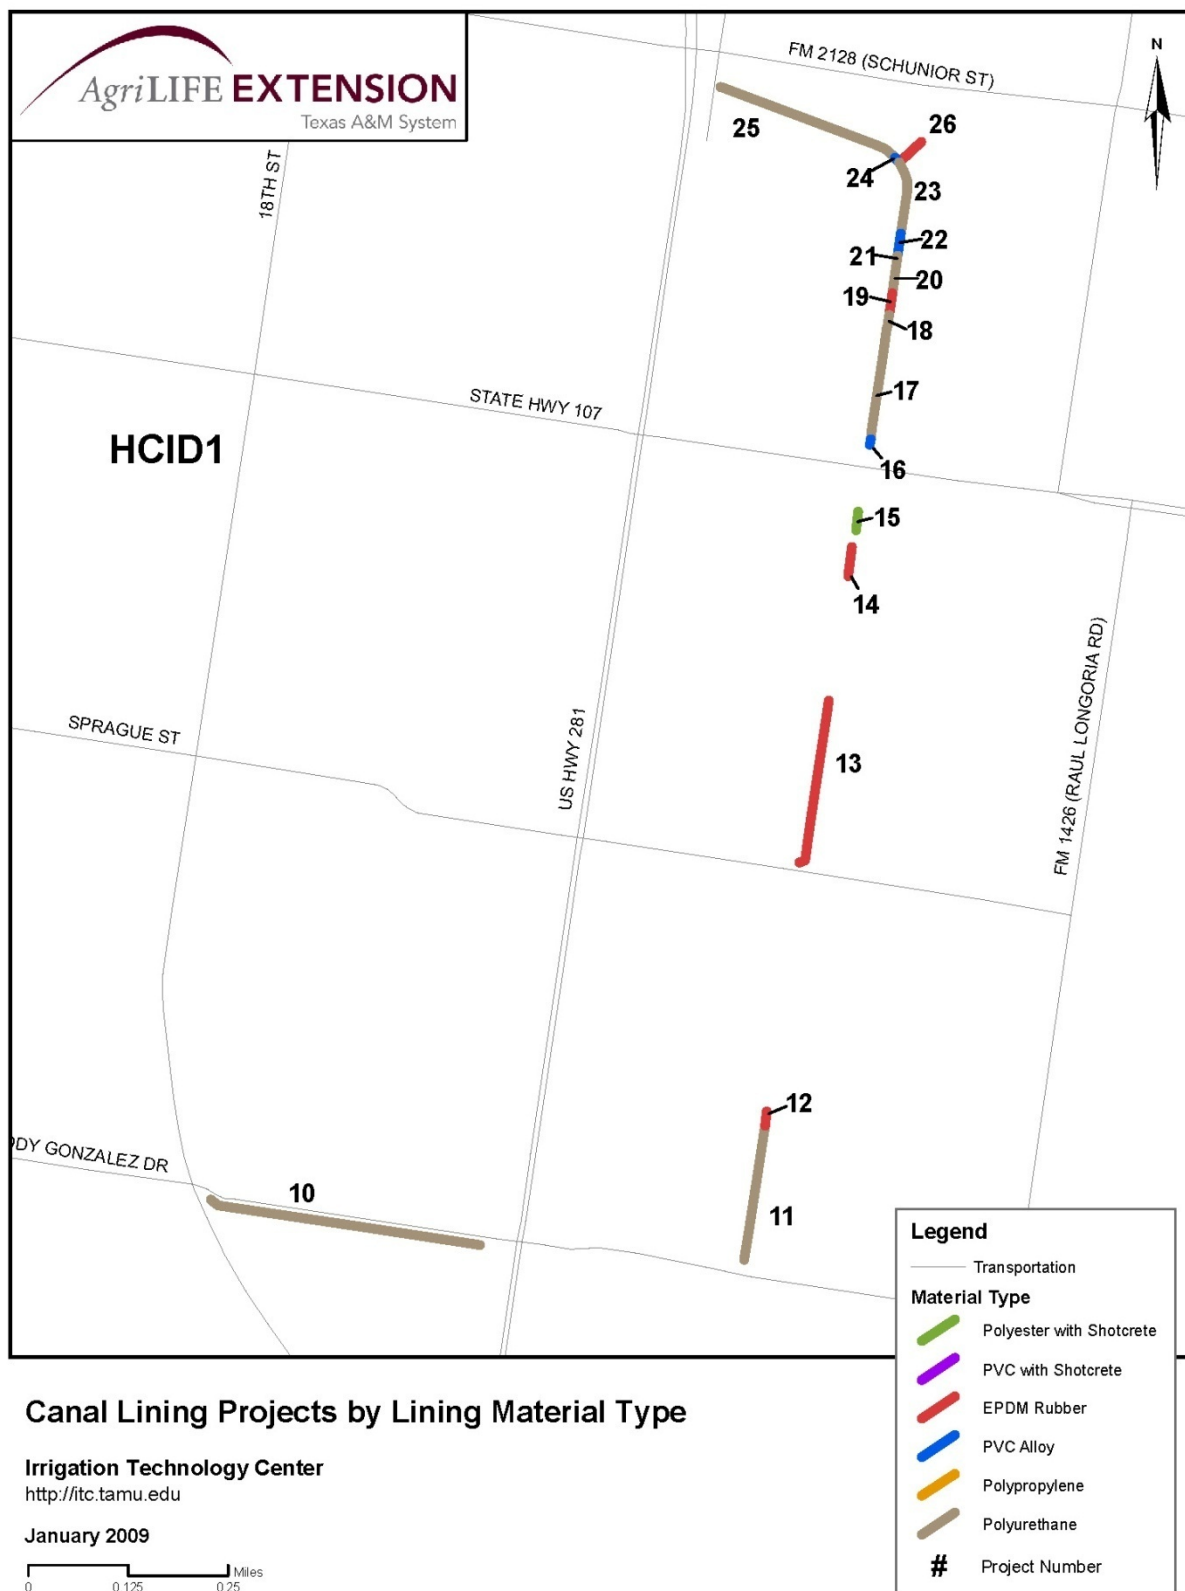 AgriLIFE EXTENSION
Texas A&M System
FM 2128 (SCHUNIOR ST)
N
18TH ST
25
26
24
23
22
21
20
19
18
17
16
STATE HWY 107
HCID1
15
14
FM 1426 (RAUL LONGORIA RD)
SPRAGUE ST
US HWY 281
13
12
DDY GONZALEZ DR
10
11
Legend
Transportation
Material Type
Polyester with Shotcrete
PVC with Shotcrete
EPDM Rubber
PVC Alloy
Polypropylene
Polyurethane
# Project Number
Canal Lining Projects by Lining Material Type
Irrigation Technology Center
http://itc.tamu.edu
January 2009
Miles
0 0.125 0.25